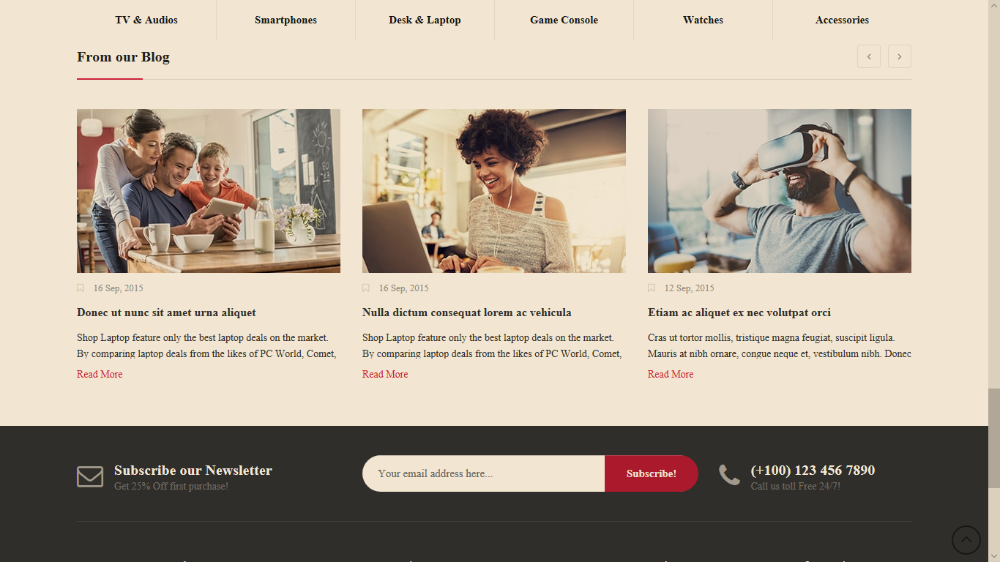 TV & Audios
Smartphones
Desk & Laptop
Game Console
Watches
Accessories
From our Blog
16 Sep, 2015
Donec ut nunc sit amet urna aliquet
Shop Laptop feature only the best laptop deals on the market.
By comparing laptop deals from the likes of PC World, Comet,
Read More
16 Sep, 2015
Nulla dictum consequat lorem ac vehicula
Shop Laptop feature only the best laptop deals on the market.
By comparing laptop deals from the likes of PC World, Comet,
Read More
12 Sep, 2015
Etiam ac aliquet ex nec volutpat orci
Cras ut tortor mollis, tristique magna feugiat, suscipit ligula.
Mauris at nibh ornare, congue neque et, vestibulum nibh. Donec
Read More
Subscribe our Newsletter
Get 25% Off first purchase!
Your email address here...
Subscribe!
(+100) 123 456 7890
Call us toll Free 24/7!